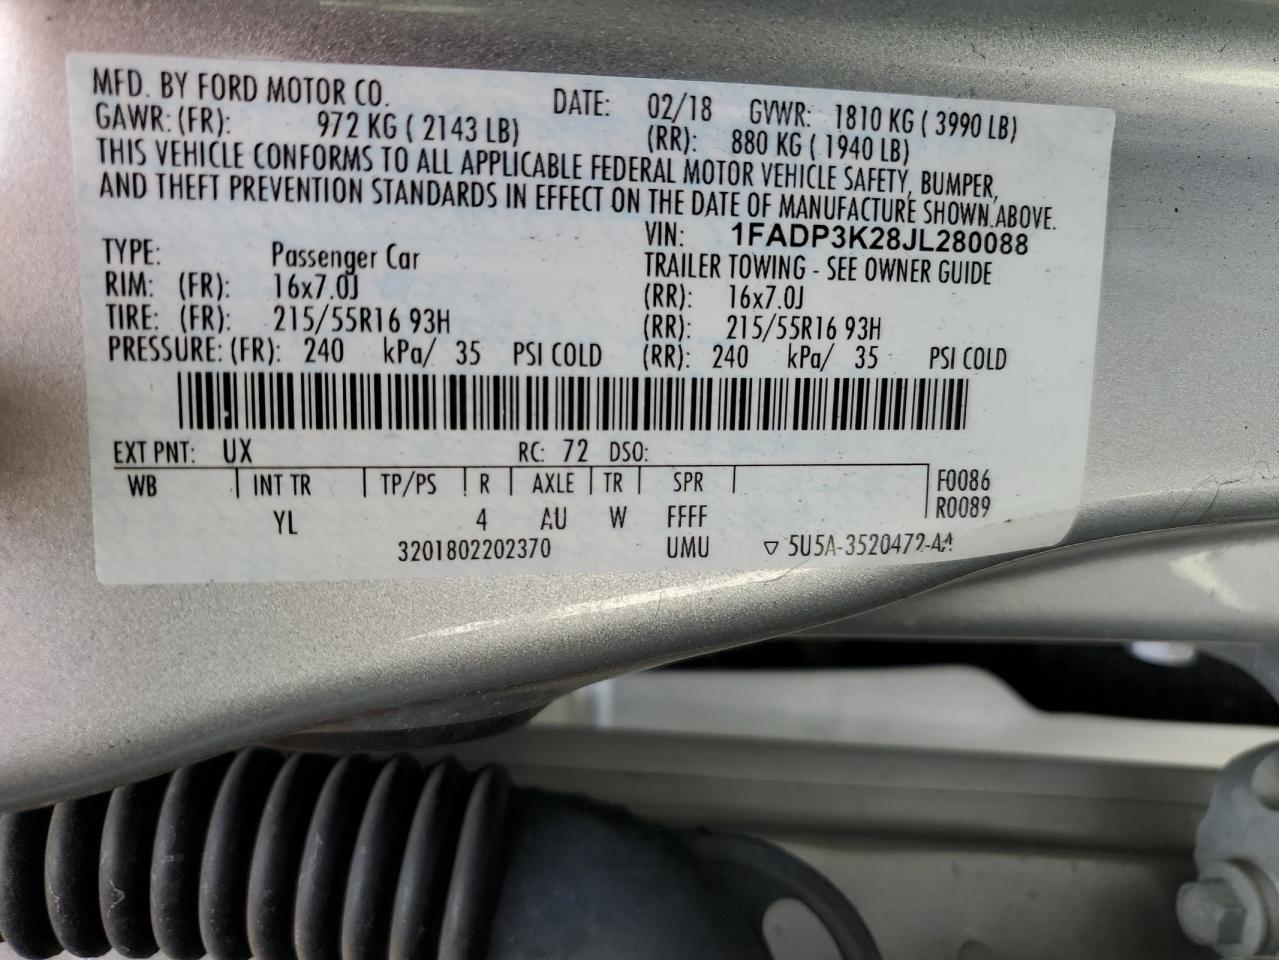 MFD. BY FORD MOTOR CO. DATE: 02/18 GVWR: 1810 KG ( 3990 LB)
GAWR: (FR): 972 KG ( 2143 LB) (RR): 880 KG ( 1940 LB)
THIS VEHICLE CONFORMS TO ALL APPLICABLE FEDERAL MOTOR VEHICLE SAFETY, BUMPER,
AND THEFT PREVENTION STANDARDS IN EFFECT ON THE DATE OF MANUFACTURE SHOWN ABOVE.
VIN: 1FADP3K28JL280088
TYPE: Passenger Car TRAILER TOWING - SEE OWNER GUIDE
RIM: (FR): 16x7.0J (RR): 16x7.0J
TIRE: (FR): 215/55R16 93H (RR): 215/55R16 93H
PRESSURE: (FR): 240 kPa/ 35 PSI COLD (RR): 240 kPa/ 35 PSI COLD
EXT PNT: UX RC: 72 DSO:
WB INT TR TP/PS R AXLE TR SPR F0086
R0089
YL 4 AU W FFFF
3201802202370 UMU ▽ 5U5A-3520472-AA